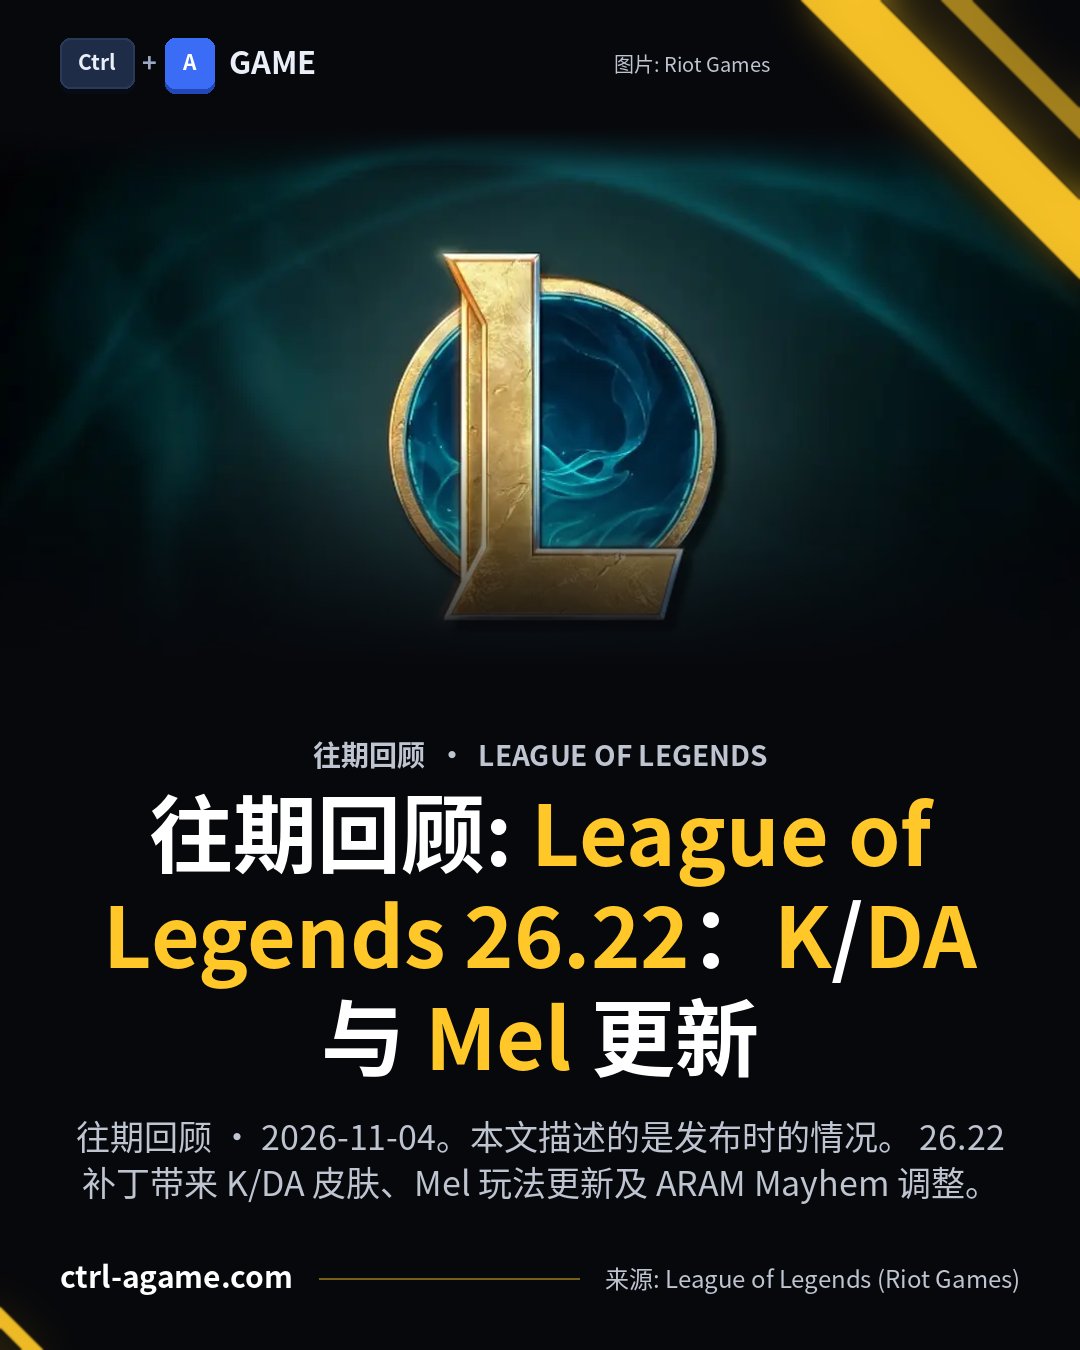 Ctrl + A GAME
图片: Riot Games
往期回顾 · LEAGUE OF LEGENDS
往期回顾: League of
Legends 26.22：K/DA
与 Mel 更新
往期回顾 · 2026-11-04。本文描述的是发布时的情况。 26.22
补丁带来 K/DA 皮肤、Mel 玩法更新及 ARAM Mayhem 调整。
ctrl-agame.com
来源: League of Legends (Riot Games)